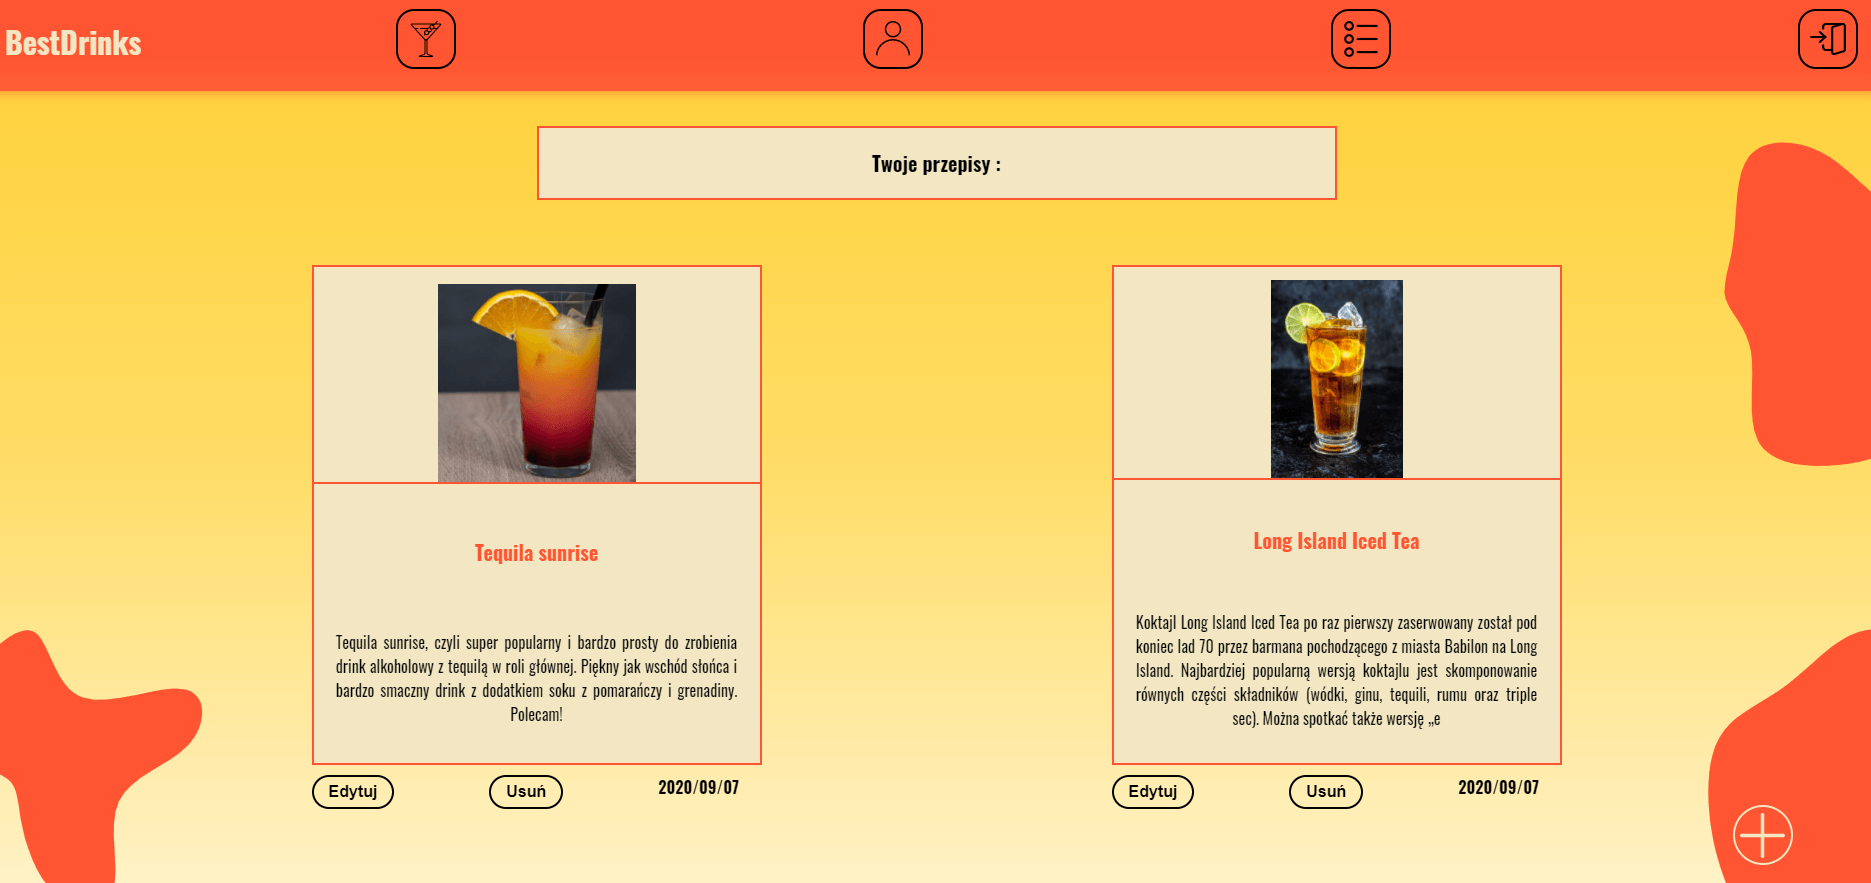 BestDrinks
Twoje przepisy :
Tequila sunrise
Tequila sunrise, czyli super popularny i bardzo prosty do zrobienia
drink alkoholowy z tequilą w roli głównej. Piękny jak wschód słońca i
bardzo smaczny drink z dodatkiem soku z pomarańczy i grenadiny.
Polecam!
Edytuj
Usuń
2020/09/07
Long Island Iced Tea
Koktajl Long Island Iced Tea po raz pierwszy zaserwowany został pod
koniec lad 70 przez barmana pochodzącego z miasta Babilon na Long
Island. Najbardziej popularną wersją koktajlu jest skomponowanie
równych części składników (wódki, ginu, tequili, rumu oraz triple
sec). Można spotkać także wersję „e
Edytuj
Usuń
2020/09/07